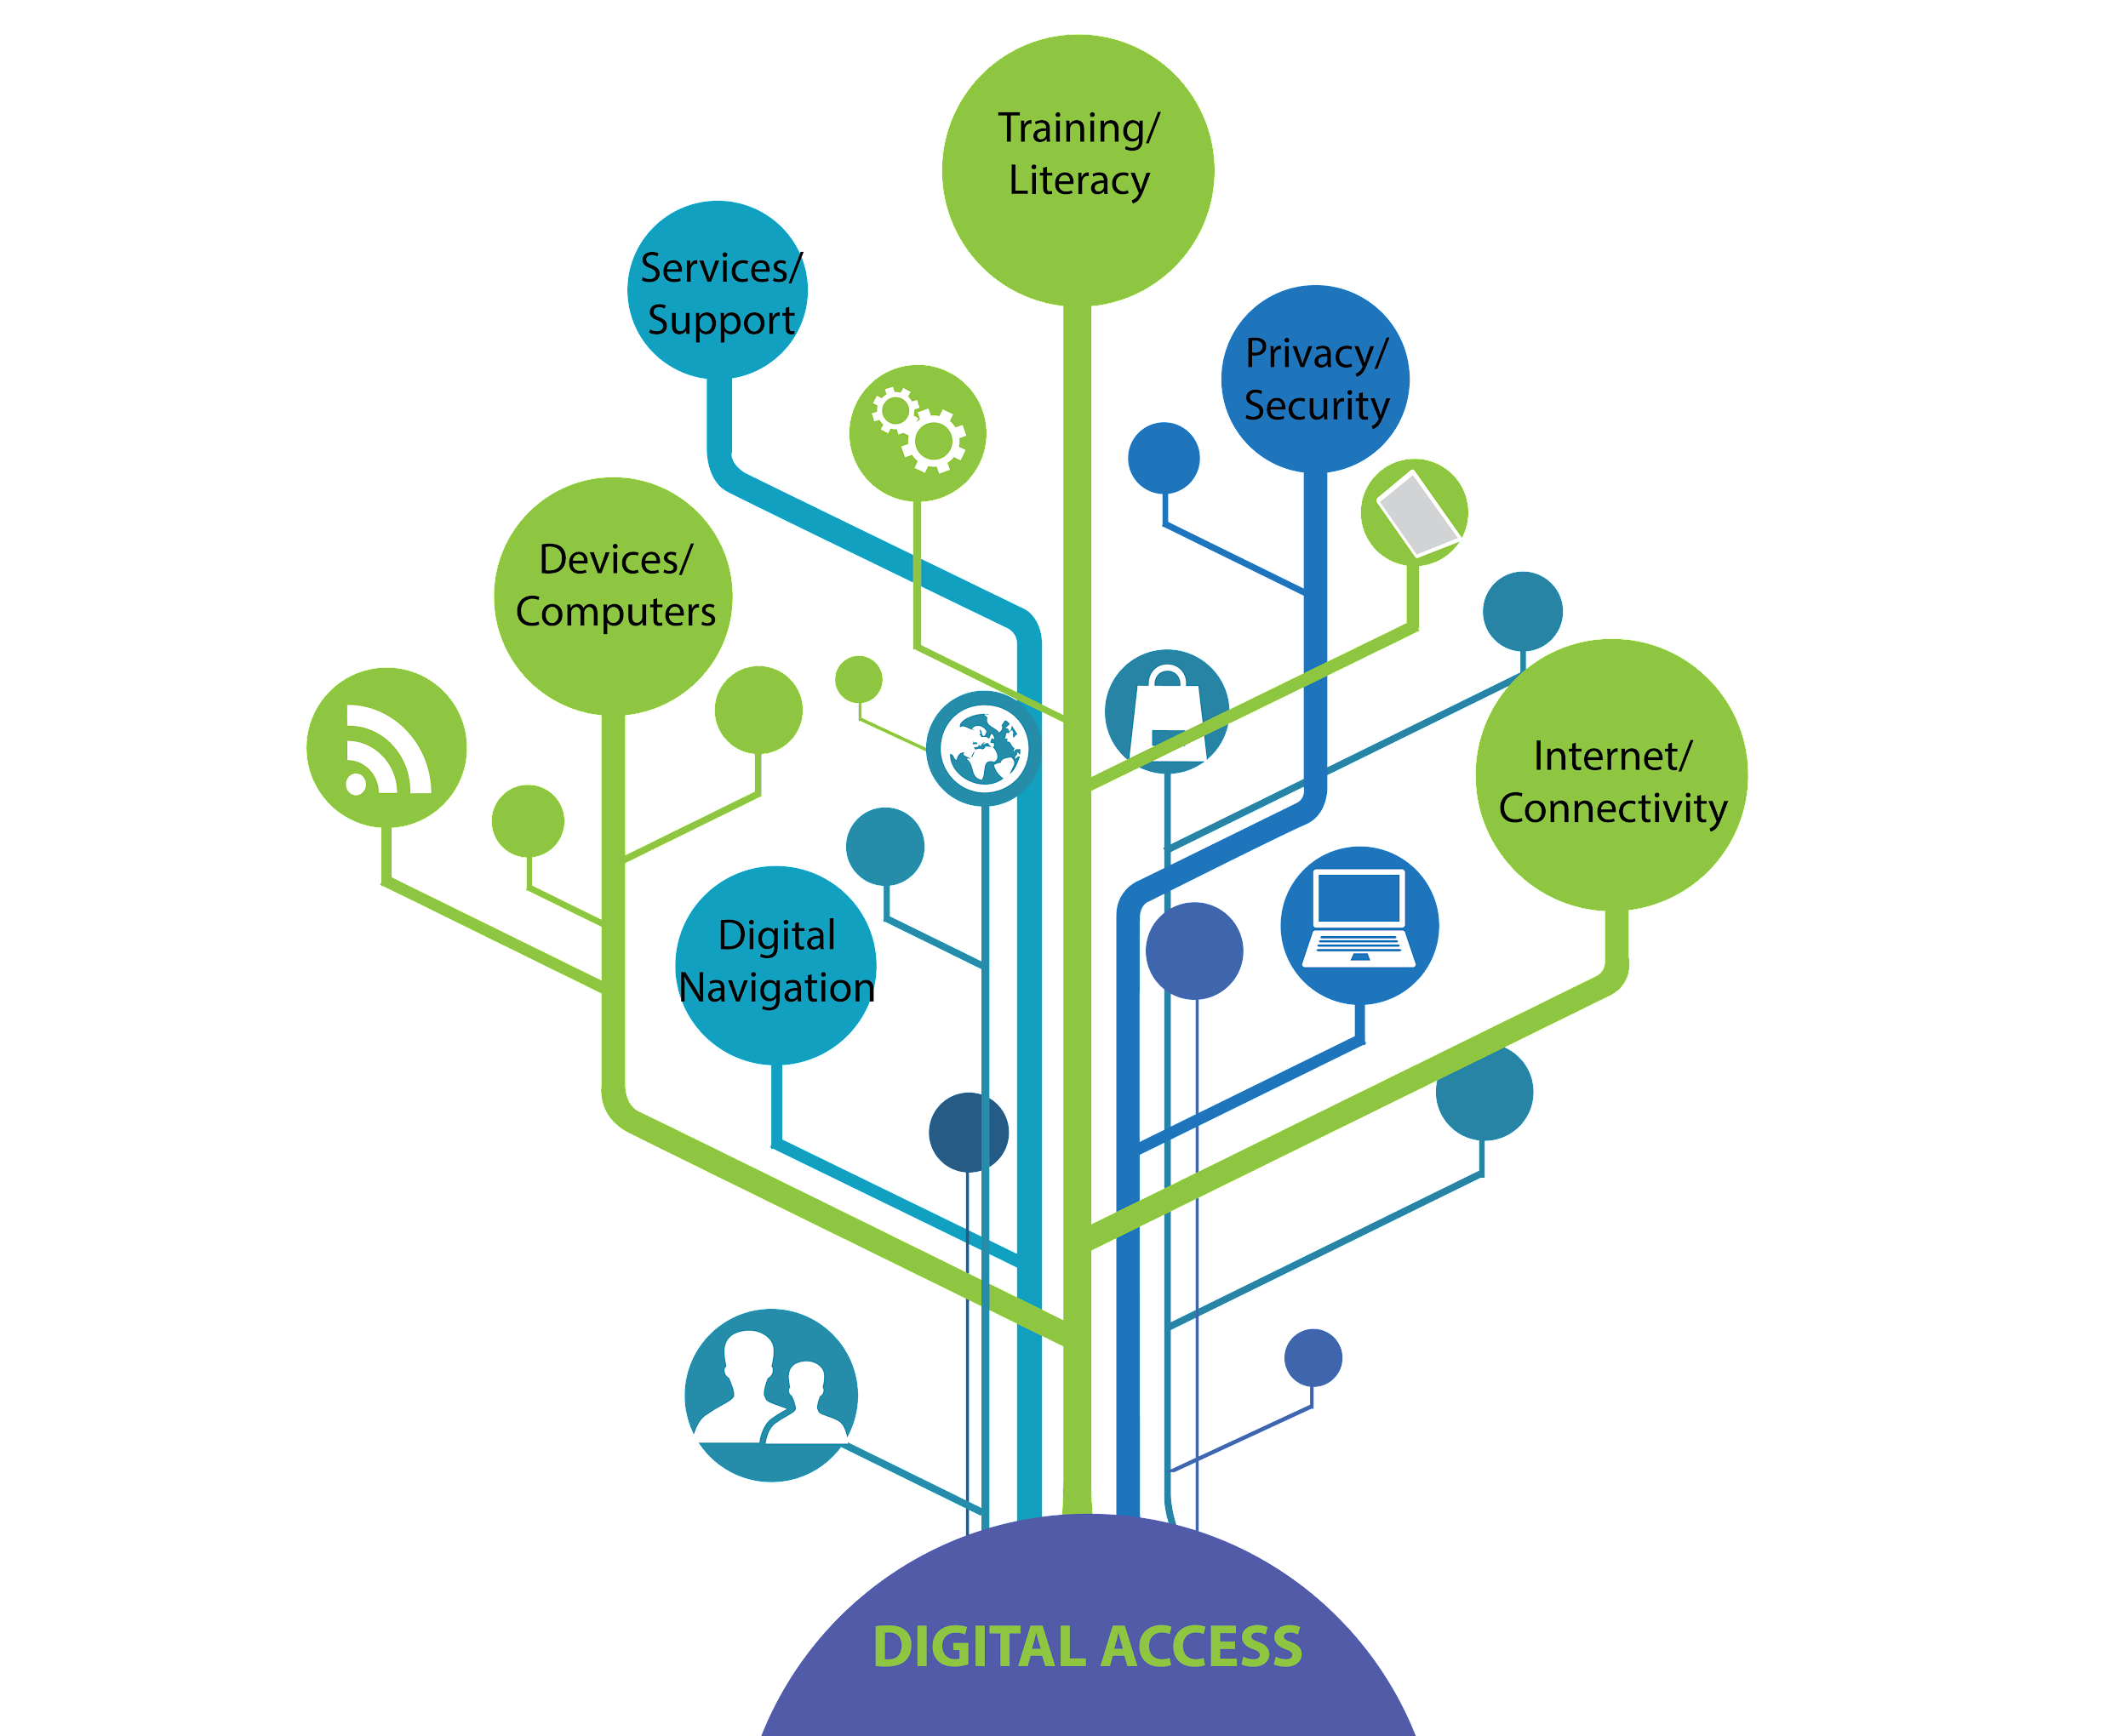 Training/
Literacy
Services/
Support
Privacy/
Security
Devices/
Computers
Internet/
Connectivity
Digital
Navigation
DIGITAL ACCESS